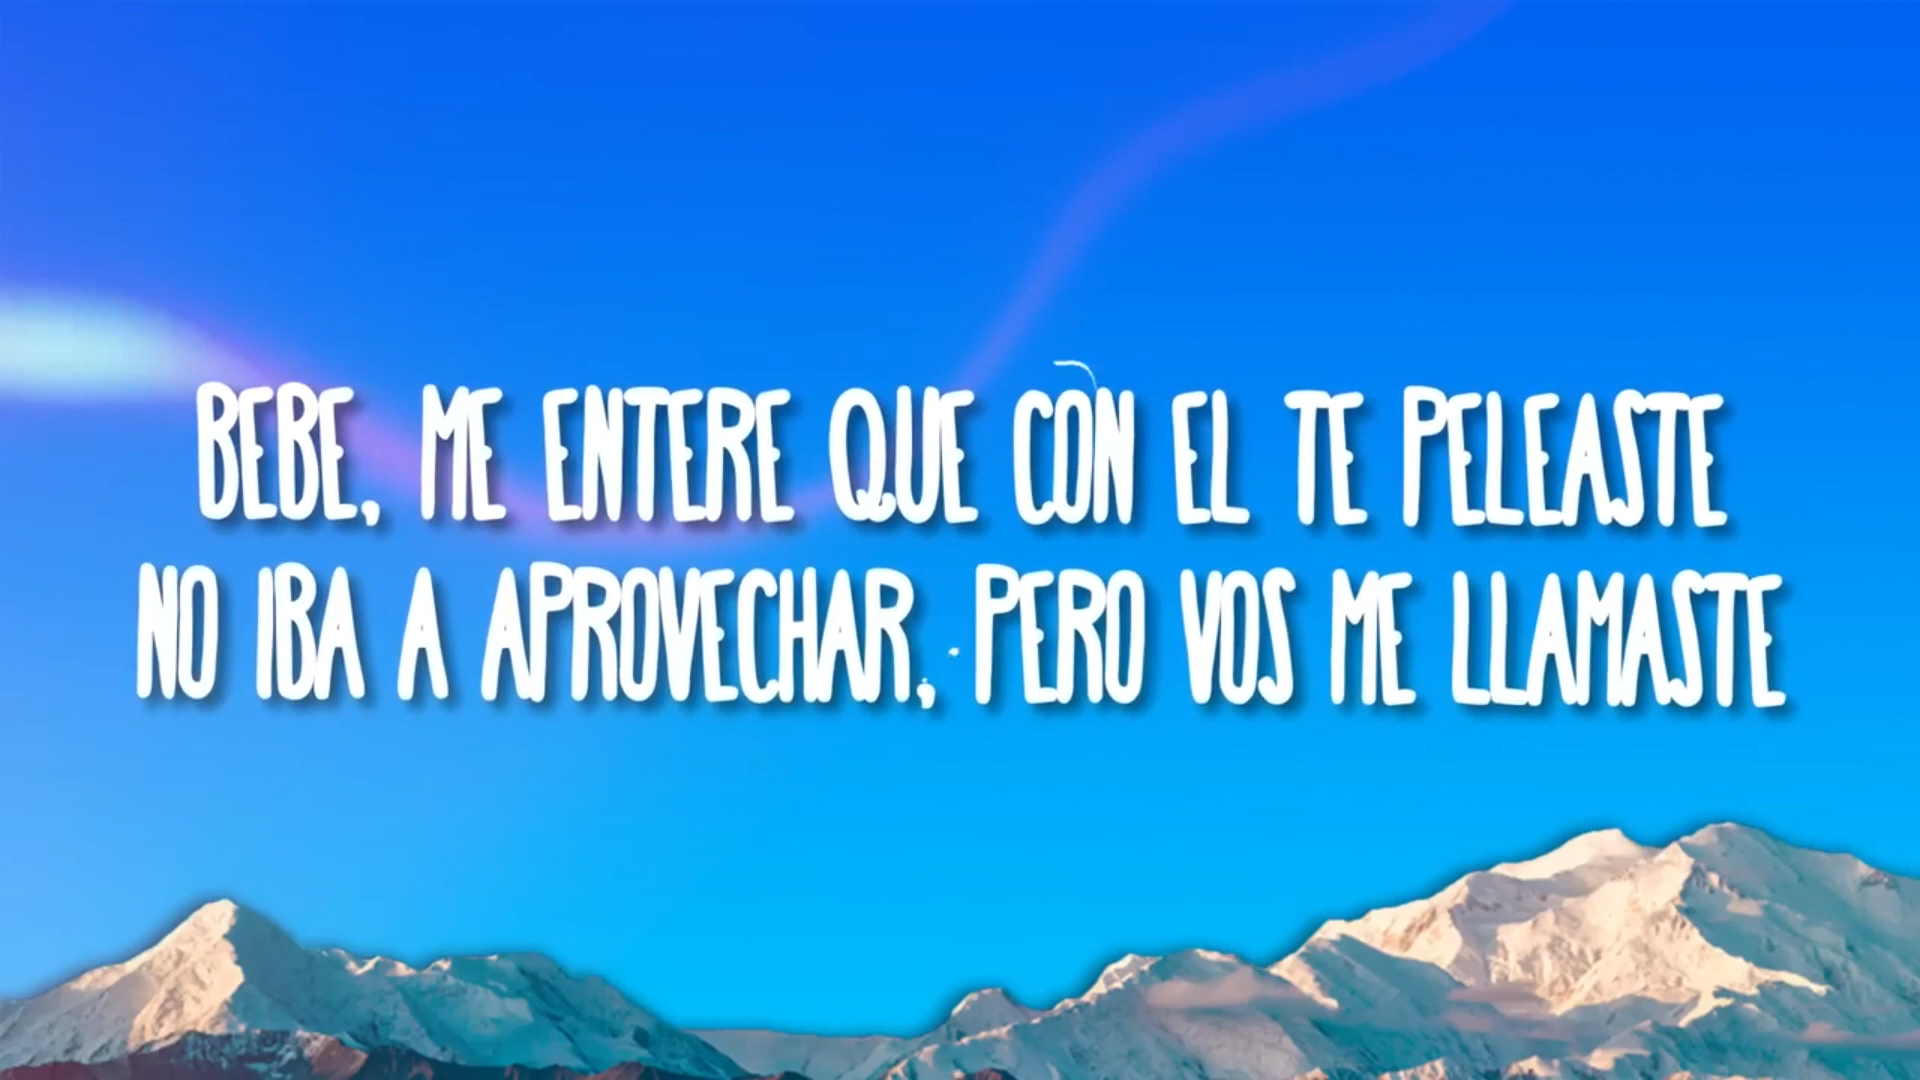 BEBE, ME ENTERE QUE CON EL TE PELEASTE
NO IBA A APROVECHAR, PERO VOS ME LLAMASTE